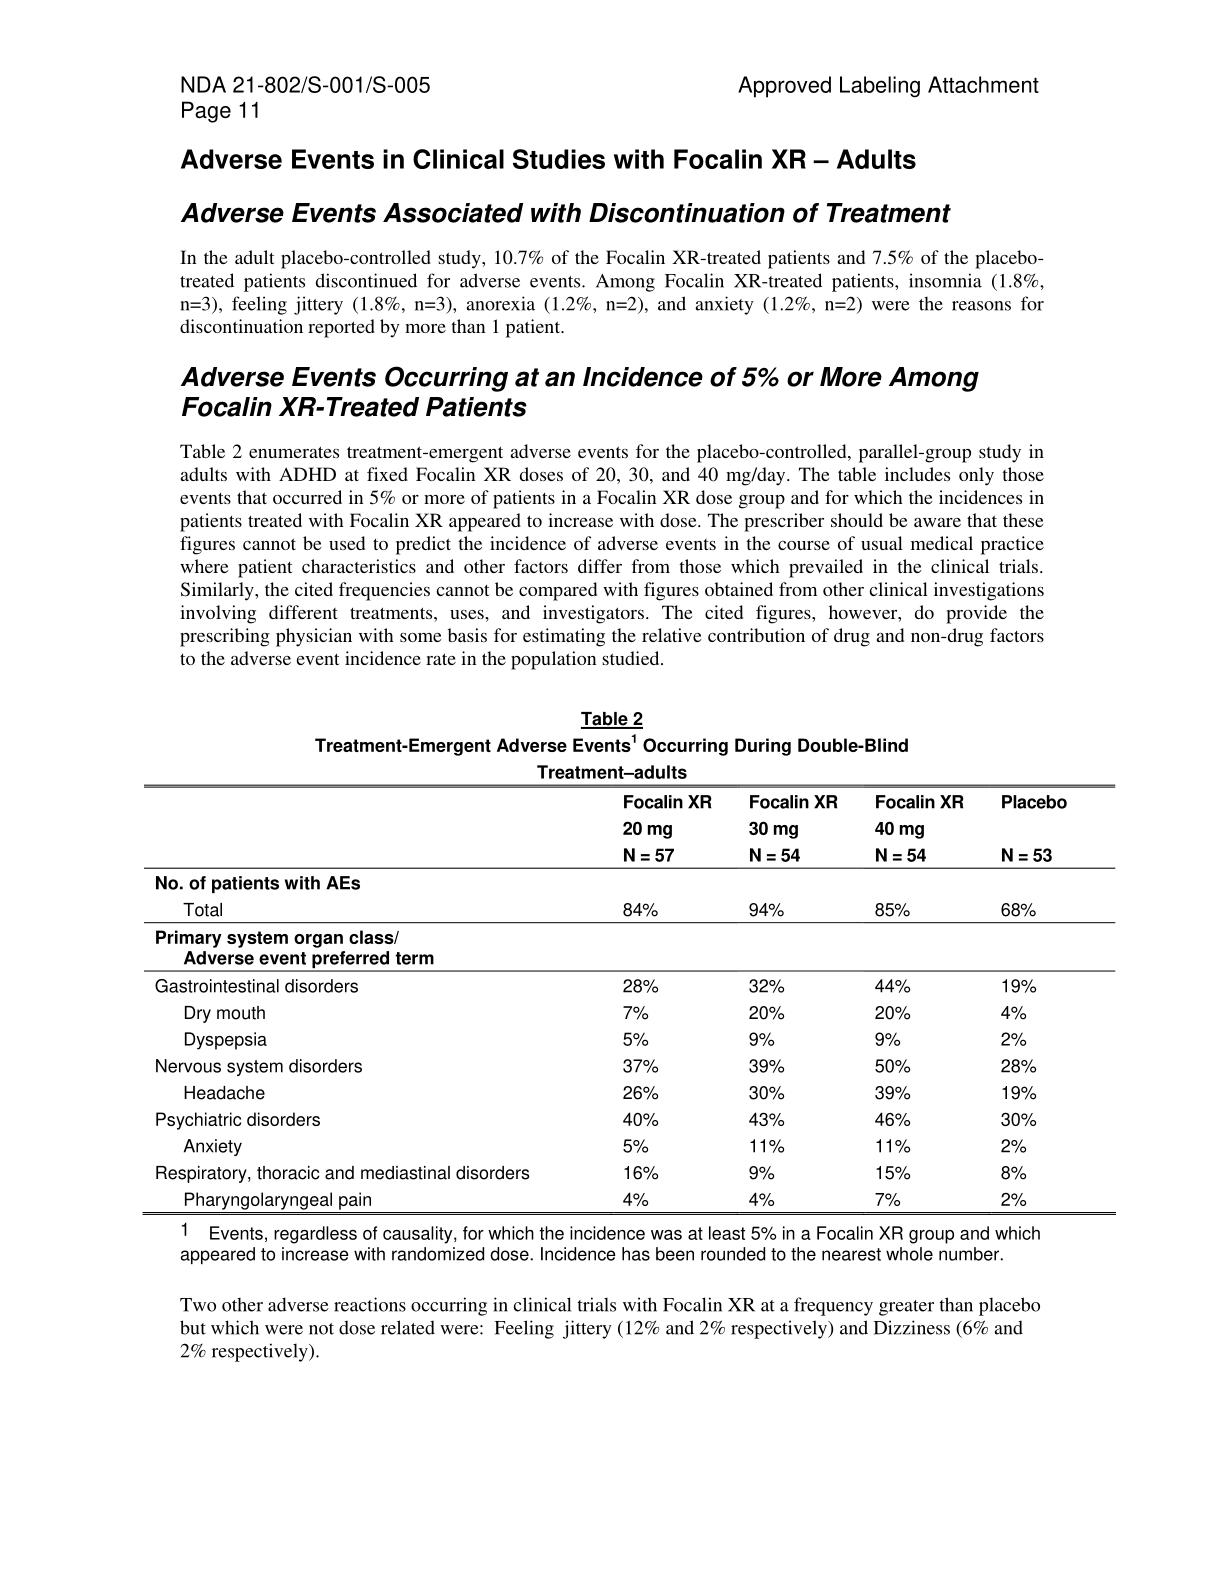 NDA 21-802/S-001/S-005 Approved Labeling Attachment
Page 11
Adverse Events in Clinical Studies with Focalin XR – Adults
Adverse Events Associated with Discontinuation of Treatment
In the adult placebo-controlled study, 10.7% of the Focalin XR-treated patients and 7.5% of the placebo-
treated patients discontinued for adverse events. Among Focalin XR-treated patients, insomnia (1.8%,
n=3), feeling jittery (1.8%, n=3), anorexia (1.2%, n=2), and anxiety (1.2%, n=2) were the reasons for
discontinuation reported by more than 1 patient.
Adverse Events Occurring at an Incidence of 5% or More Among
Focalin XR-Treated Patients
Table 2 enumerates treatment-emergent adverse events for the placebo-controlled, parallel-group study in
adults with ADHD at fixed Focalin XR doses of 20, 30, and 40 mg/day. The table includes only those
events that occurred in 5% or more of patients in a Focalin XR dose group and for which the incidences in
patients treated with Focalin XR appeared to increase with dose. The prescriber should be aware that these
figures cannot be used to predict the incidence of adverse events in the course of usual medical practice
where patient characteristics and other factors differ from those which prevailed in the clinical trials.
Similarly, the cited frequencies cannot be compared with figures obtained from other clinical investigations
involving different treatments, uses, and investigators. The cited figures, however, do provide the
prescribing physician with some basis for estimating the relative contribution of drug and non-drug factors
to the adverse event incidence rate in the population studied.
Table 2
Treatment-Emergent Adverse Events1 Occurring During Double-Blind
Treatment–adults
Focalin XR Focalin XR Focalin XR Placebo
20 mg 30 mg 40 mg
N = 57 N = 54 N = 54 N = 53
No. of patients with AEs
Total 84% 94% 85% 68%
Primary system organ class/
Adverse event preferred term
Gastrointestinal disorders 28% 32% 44% 19%
Dry mouth 7% 20% 20% 4%
Dyspepsia 5% 9% 9% 2%
Nervous system disorders 37% 39% 50% 28%
Headache 26% 30% 39% 19%
Psychiatric disorders 40% 43% 46% 30%
Anxiety 5% 11% 11% 2%
Respiratory, thoracic and mediastinal disorders 16% 9% 15% 8%
Pharyngolaryngeal pain 4% 4% 7% 2%
1 Events, regardless of causality, for which the incidence was at least 5% in a Focalin XR group and which
appeared to increase with randomized dose. Incidence has been rounded to the nearest whole number.
Two other adverse reactions occurring in clinical trials with Focalin XR at a frequency greater than placebo
but which were not dose related were: Feeling jittery (12% and 2% respectively) and Dizziness (6% and
2% respectively).